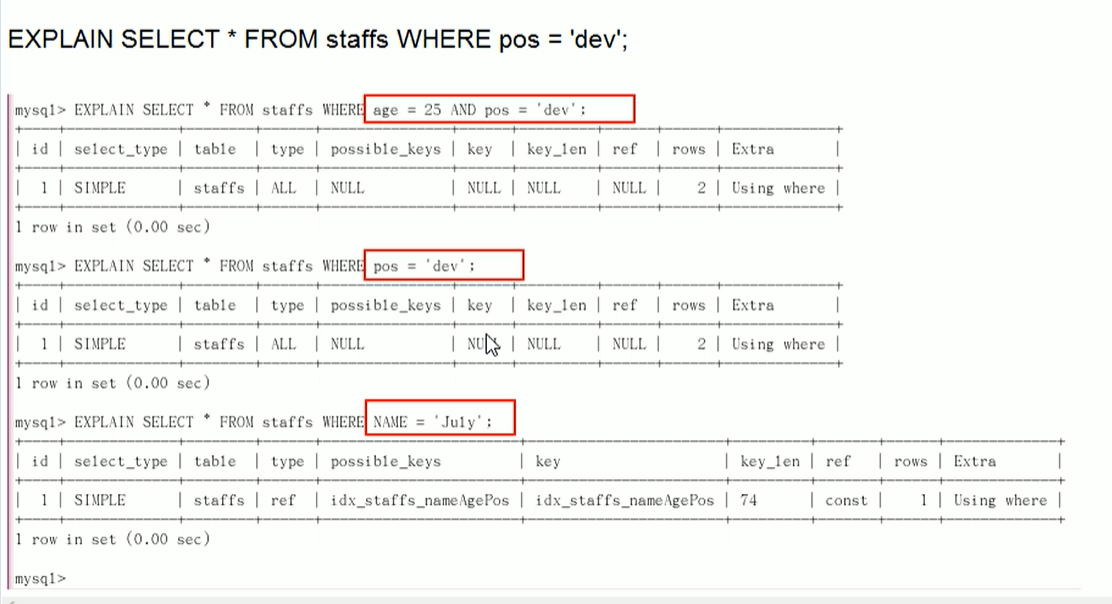 EXPLAIN SELECT * FROM staffs WHERE pos = 'dev';
mysql> EXPLAIN SELECT * FROM staffs WHERE age = 25 AND pos = 'dev';
| id | select_type | table | type | possible_keys | key | key_len | ref | rows | Extra |
| 1 | SIMPLE | staffs | ALL | NULL | NULL | NULL | NULL | 2 | Using where |
1 row in set (0.00 sec)
mysql> EXPLAIN SELECT * FROM staffs WHERE pos = 'dev';
| id | select_type | table | type | possible_keys | key | key_len | ref | rows | Extra |
| 1 | SIMPLE | staffs | ALL | NULL | NULL | NULL | NULL | 2 | Using where |
1 row in set (0.00 sec)
mysql> EXPLAIN SELECT * FROM staffs WHERE NAME = 'July';
| id | select_type | table | type | possible_keys | key | key_len | ref | rows | Extra |
| 1 | SIMPLE | staffs | ref | idx_staffs_nameAgePos | idx_staffs_nameAgePos | 74 | const | 1 | Using where |
1 row in set (0.00 sec)
mysql>